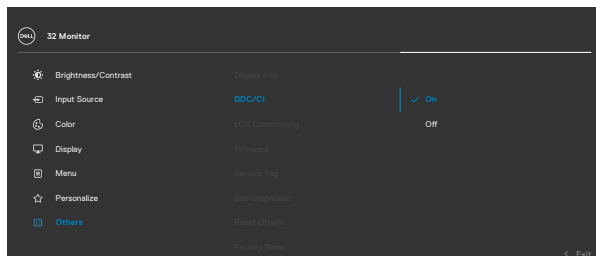 DELL
32 Monitor
Brightness/Contrast
Display Info
Input Source
DDC/CI
On
Color
LCD Conditioning
Off
Display
Firmware
Menu
Service Tag
Personalize
Self-Diagnostic
Others
Reset Others
Factory Reset
Exit